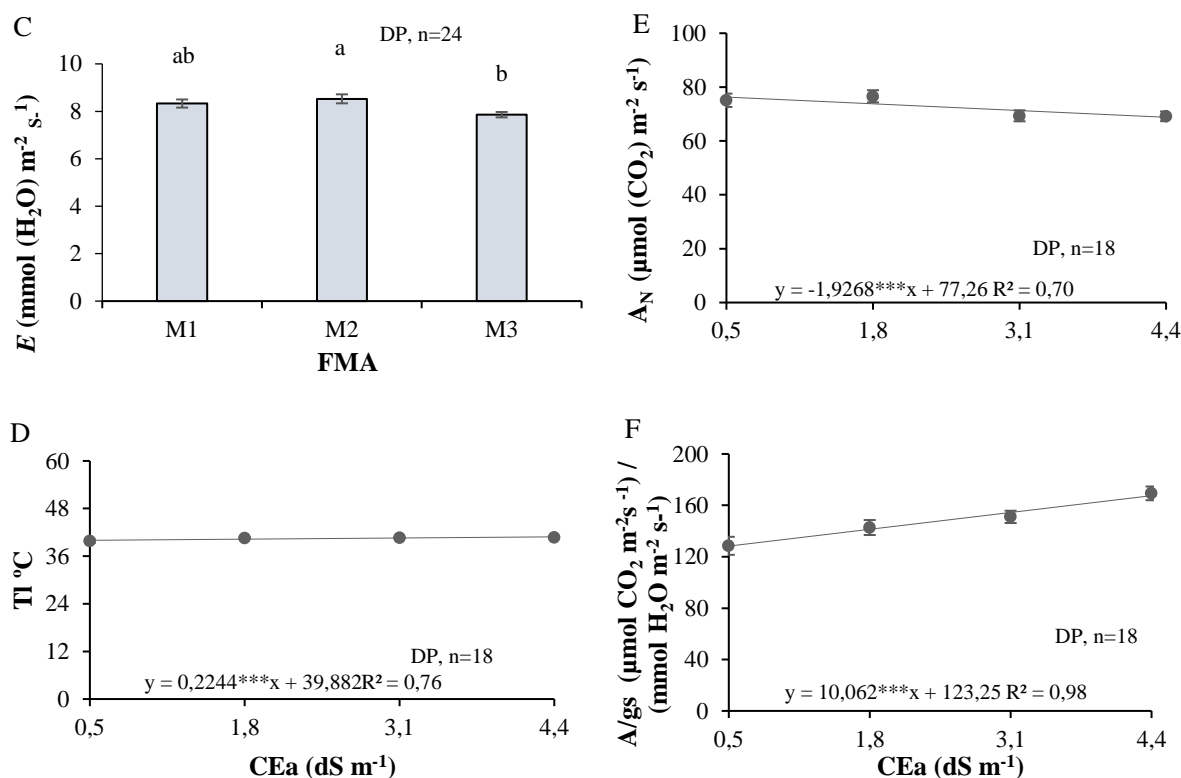 C
DP, n=24
ab
a
b
10
8
6
4
2
0
E (mmol (H₂O) m⁻² s⁻¹)
M1
M2
M3
FMA
D
60
48
36
24
12
0
Tl ºC
DP, n=18
y = 0,2244***x + 39,882R² = 0,76
0,5
1,8
3,1
4,4
CEa (dS m⁻¹)
E
100
80
60
40
20
0
A_N (µmol (CO₂) m⁻² s⁻¹)
DP, n=18
y = -1,9268***x + 77,26 R² = 0,70
0,5
1,8
3,1
4,4
F
200
160
120
80
40
0
A/gs (µmol CO₂ m⁻²s⁻¹) /
(mmol H₂O m⁻² s⁻¹)
DP, n=18
y = 10,062***x + 123,25 R² = 0,98
0,5
1,8
3,1
4,4
CEa (dS m⁻¹)